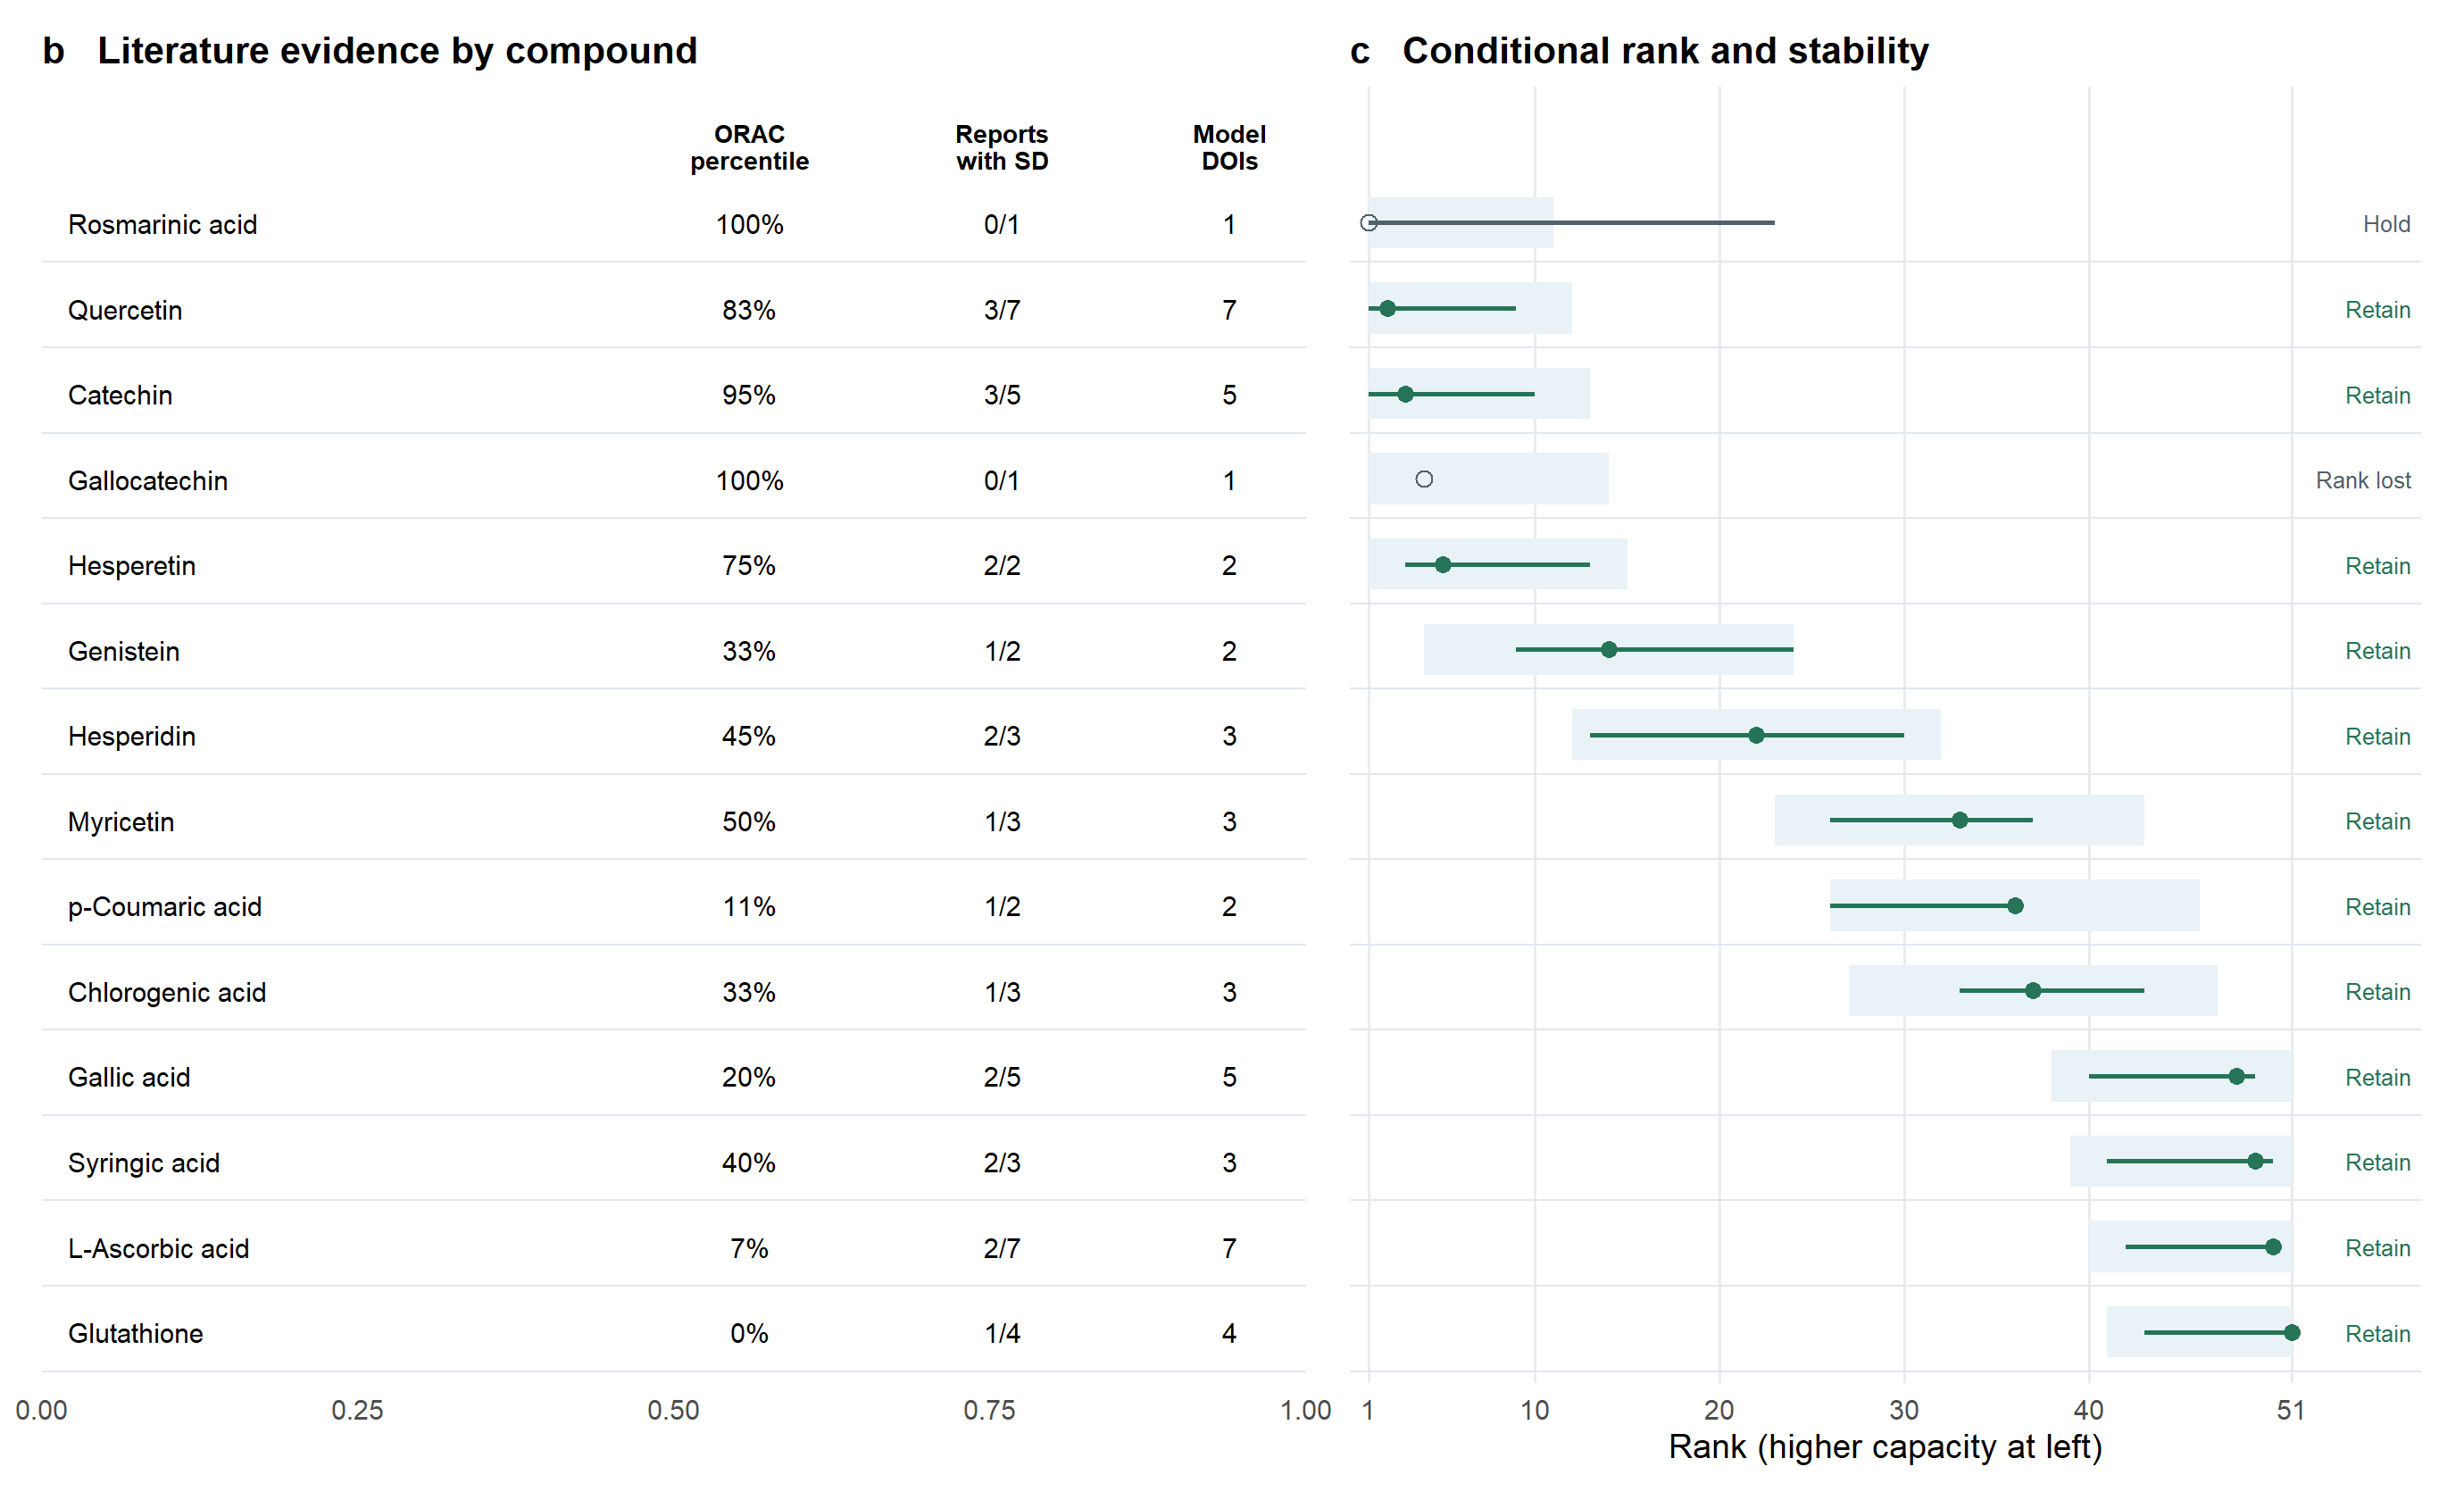 b Literature evidence by compound
c Conditional rank and stability
ORAC percentile
Reports with SD
Model DOIs
Rosmarinic acid 100% 0/1 1 Hold
Quercetin 83% 3/7 7 Retain
Catechin 95% 3/5 5 Retain
Gallocatechin 100% 0/1 1 Rank lost
Hesperetin 75% 2/2 2 Retain
Genistein 33% 1/2 2 Retain
Hesperidin 45% 2/3 3 Retain
Myricetin 50% 1/3 3 Retain
p-Coumaric acid 11% 1/2 2 Retain
Chlorogenic acid 33% 1/3 3 Retain
Gallic acid 20% 2/5 5 Retain
Syringic acid 40% 2/3 3 Retain
L-Ascorbic acid 7% 2/7 7 Retain
Glutathione 0% 1/4 4 Retain
0.00 0.25 0.50 0.75 1.00
1 10 20 30 40 51
Rank (higher capacity at left)